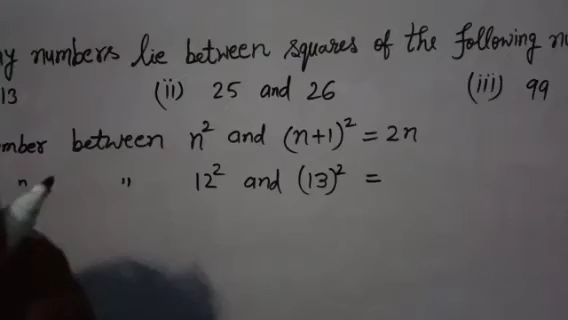 numbers lie between squares of the following
13 (ii) 25 and 26 (iii) 99
between n² and (n+1)² = 2n
" 12² and (13)² =